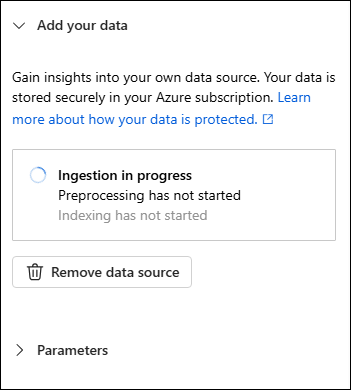 Add your data
Gain insights into your own data source. Your data is
stored securely in your Azure subscription. Learn
more about how your data is protected.
Ingestion in progress
Preprocessing has not started
Indexing has not started
Remove data source
Parameters